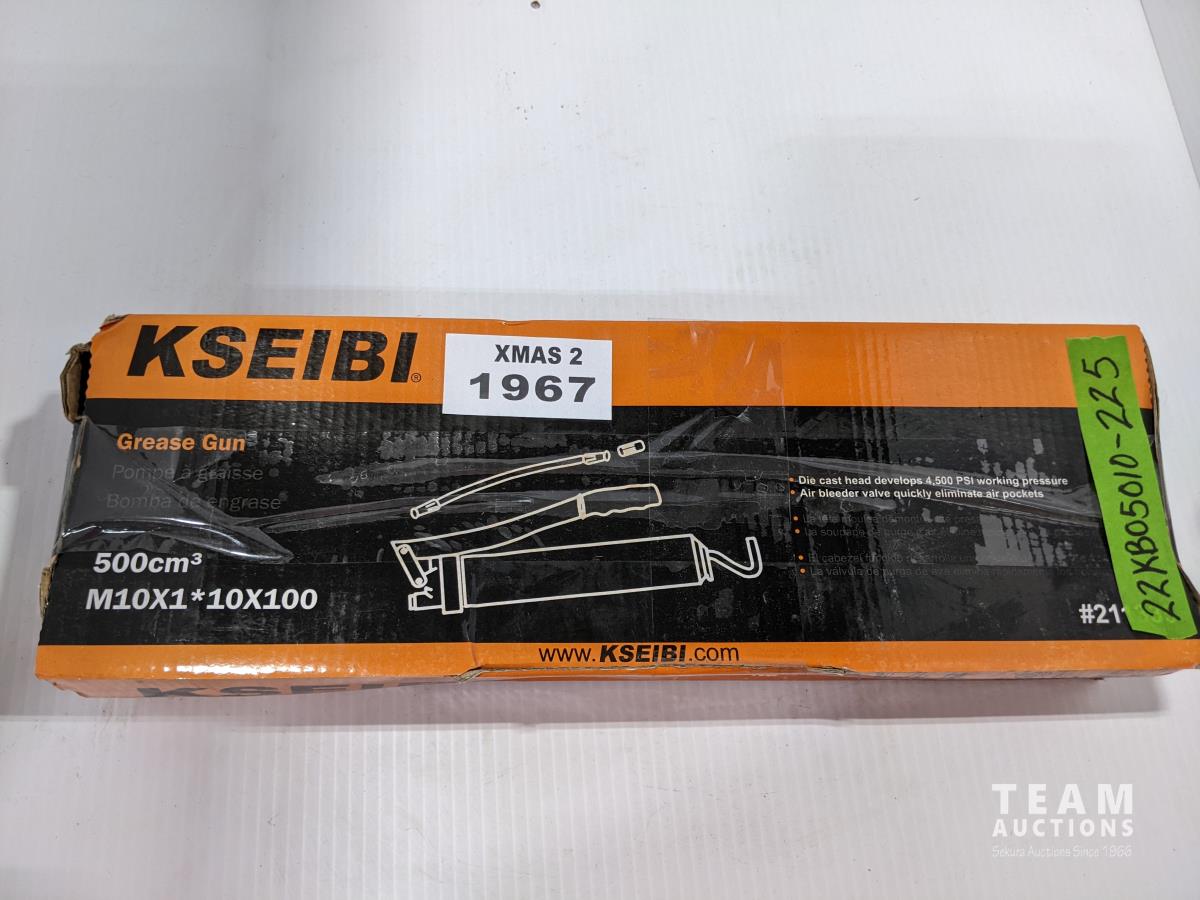 KSEIBI®
XMAS 2
1967
Grease Gun
Pompe à graisse
Bomba de engrase
500cm³
M10X1*10X100
• Die cast head develops 4,500 PSI working pressure
• Air bleeder valve quickly eliminate air pockets
#211
22KB05010-225
www.KSEIBI.com
KSEIBI
TEAM
AUCTIONS
Sekura Auctions Since 1966